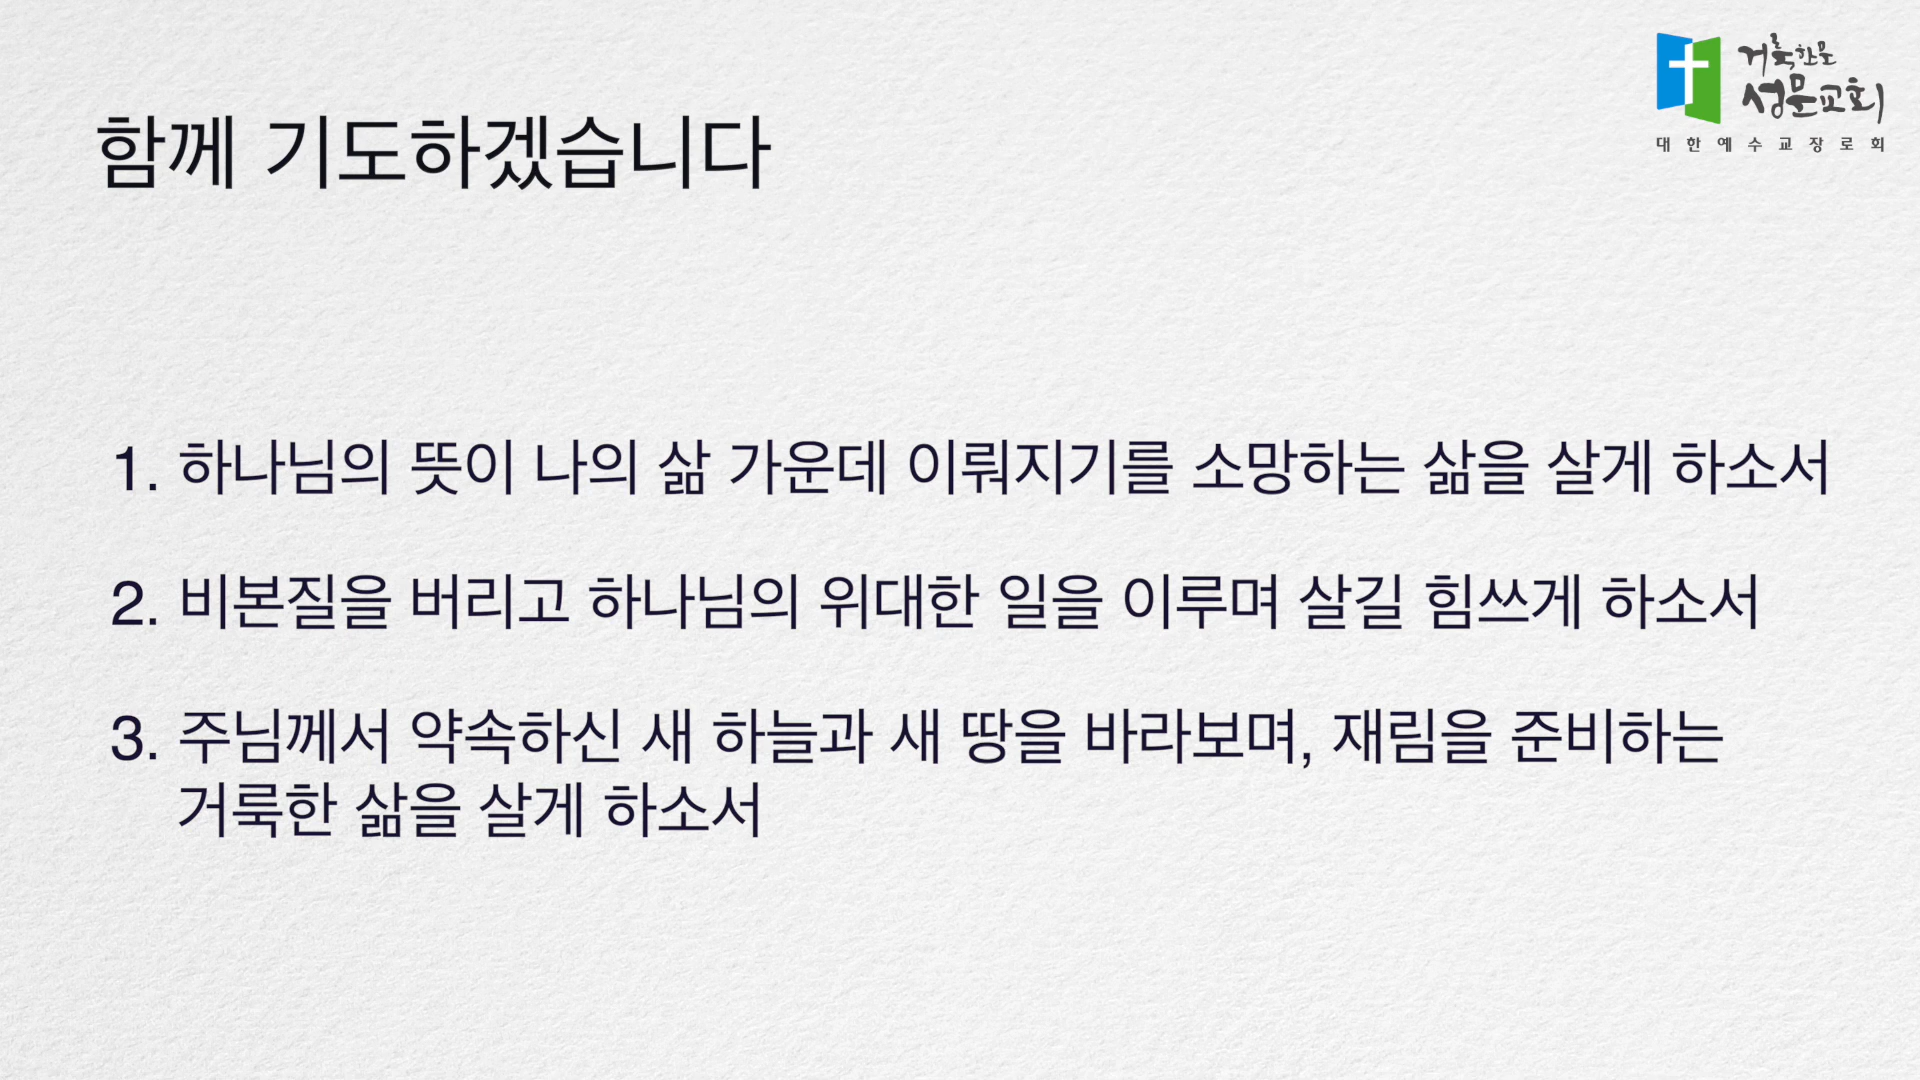 거룩한문
성문교회
대한예수교장로회
함께 기도하겠습니다
1. 하나님의 뜻이 나의 삶 가운데 이뤄지기를 소망하는 삶을 살게 하소서
2. 비본질을 버리고 하나님의 위대한 일을 이루며 살길 힘쓰게 하소서
3. 주님께서 약속하신 새 하늘과 새 땅을 바라보며, 재림을 준비하는
거룩한 삶을 살게 하소서